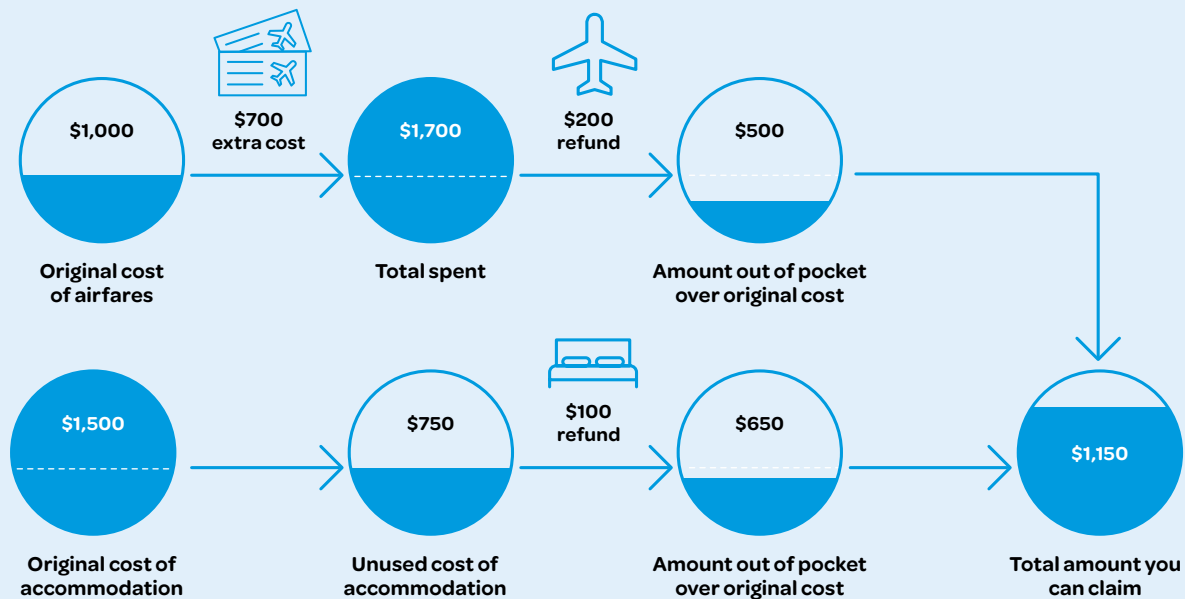 $1,000
$700
extra cost
$1,700
$200
refund
$500
Original cost
of airfares
Total spent
Amount out of pocket
over original cost
$1,500
$750
$100
refund
$650
$1,150
Original cost of
accommodation
Unused cost of
accommodation
Amount out of pocket
over original cost
Total amount you
can claim